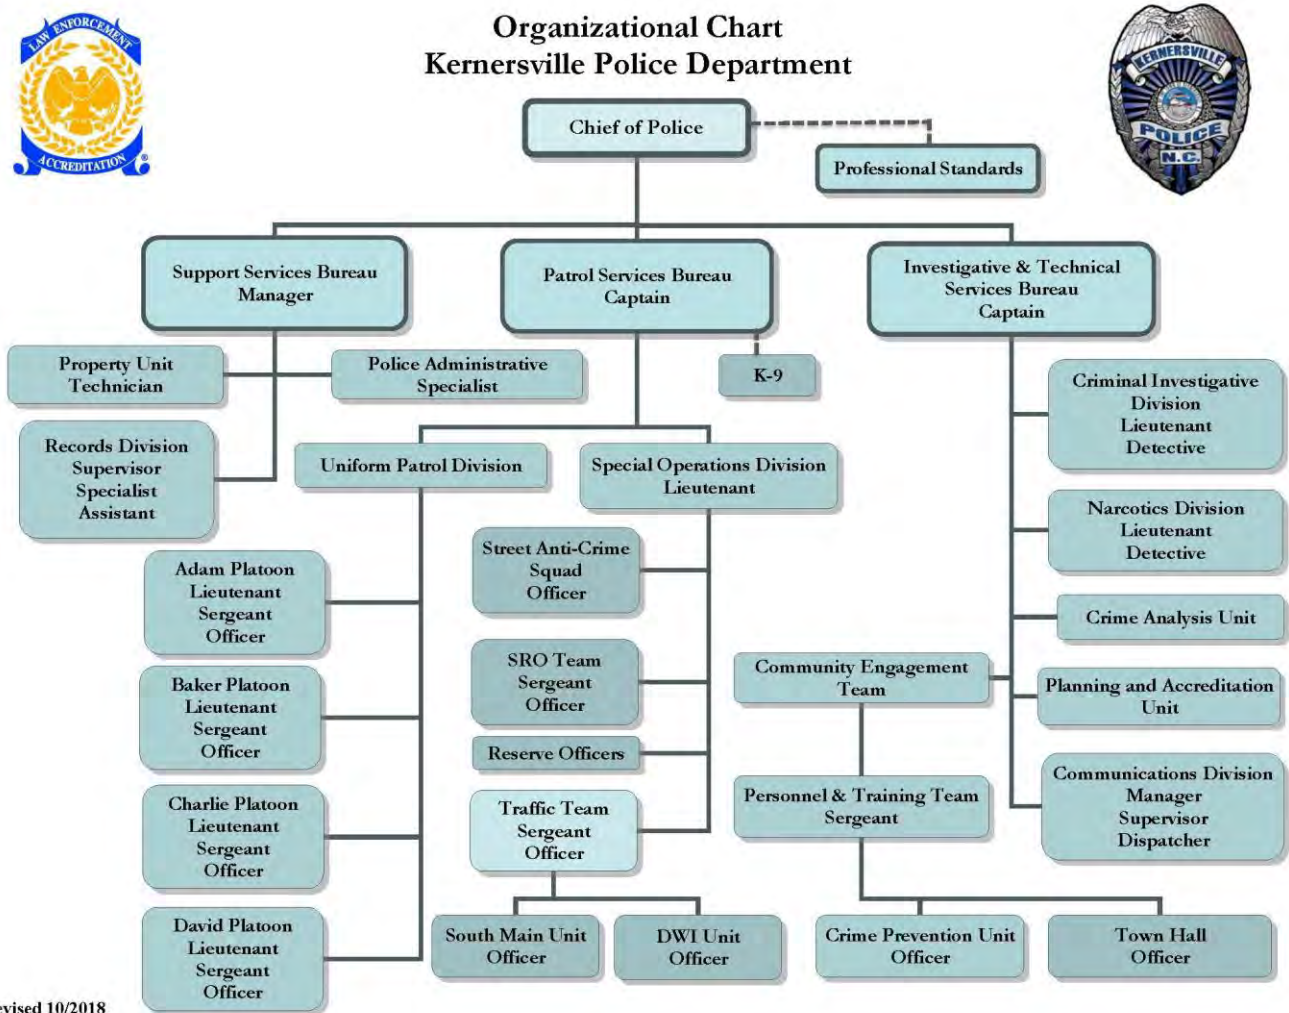 Organizational Chart
Kernersville Police Department
LAW ENFORCEMENT
ACCREDITATION ®
KERNERSVILLE
POLICE
N.C.
Chief of Police
Professional Standards
Support Services Bureau
Manager
Patrol Services Bureau
Captain
Investigative & Technical
Services Bureau
Captain
Property Unit
Technician
Police Administrative
Specialist
K-9
Records Division
Supervisor
Specialist
Assistant
Uniform Patrol Division
Special Operations Division
Lieutenant
Criminal Investigative
Division
Lieutenant
Detective
Narcotics Division
Lieutenant
Detective
Crime Analysis Unit
Planning and Accreditation
Unit
Communications Division
Manager
Supervisor
Dispatcher
Adam Platoon
Lieutenant
Sergeant
Officer
Baker Platoon
Lieutenant
Sergeant
Officer
Charlie Platoon
Lieutenant
Sergeant
Officer
David Platoon
Lieutenant
Sergeant
Officer
Street Anti-Crime
Squad
Officer
SRO Team
Sergeant
Officer
Reserve Officers
Traffic Team
Sergeant
Officer
South Main Unit
Officer
DWI Unit
Officer
Community Engagement
Team
Personnel & Training Team
Sergeant
Crime Prevention Unit
Officer
Town Hall
Officer
evised 10/2018